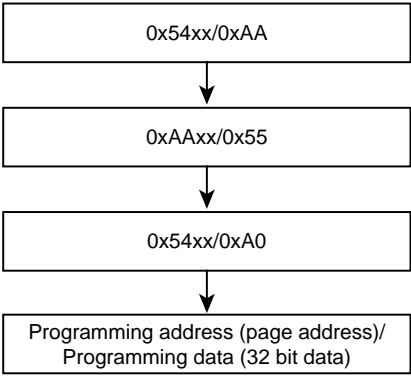 0x54xx/0xAA
0xAAxx/0x55
0x54xx/0xA0
Programming address (page address)/
Programming data (32 bit data)